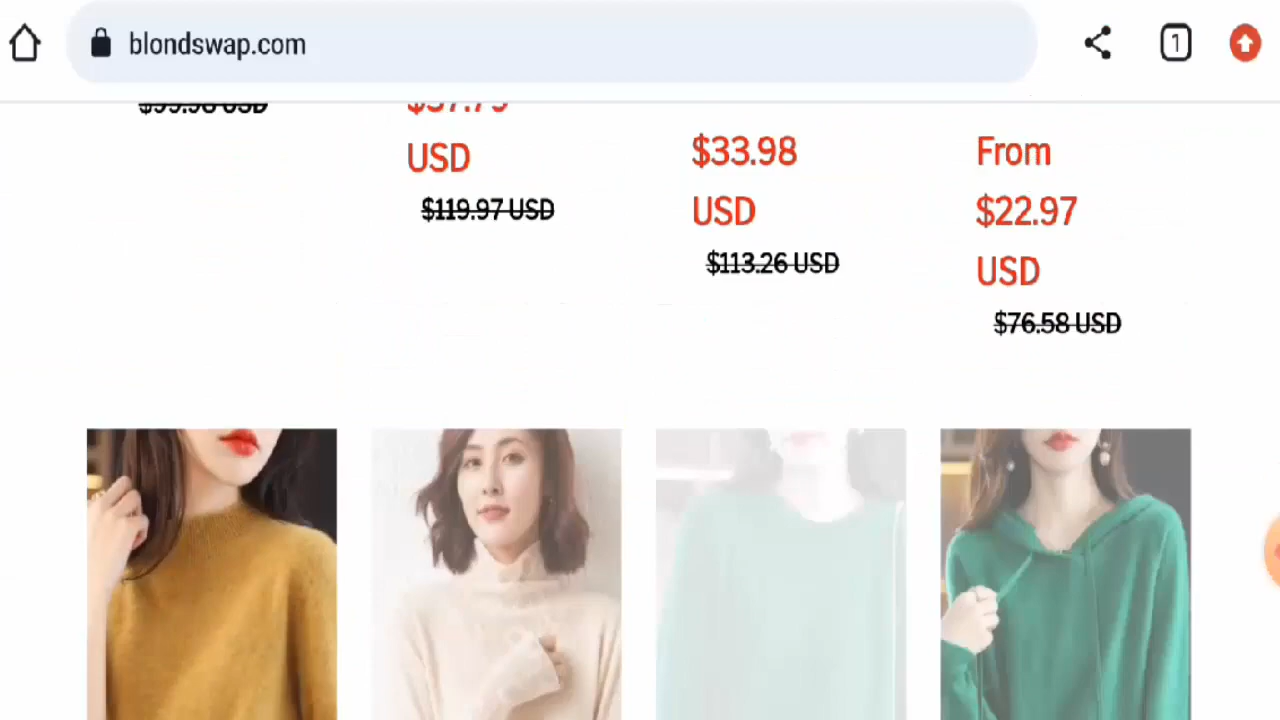 blondswap.com
1
USD
$119.97 USD
$33.98
USD
$113.26 USD
From
$22.97
USD
$76.58 USD